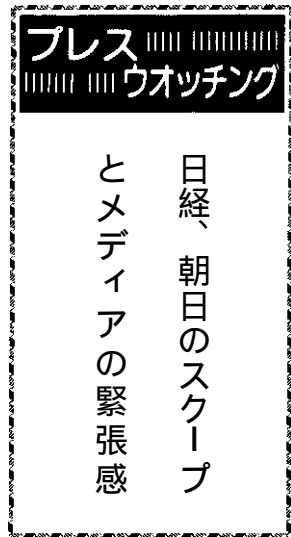 プレス
ウオッチング
日経、朝日のスクープ
とメディアの緊張感